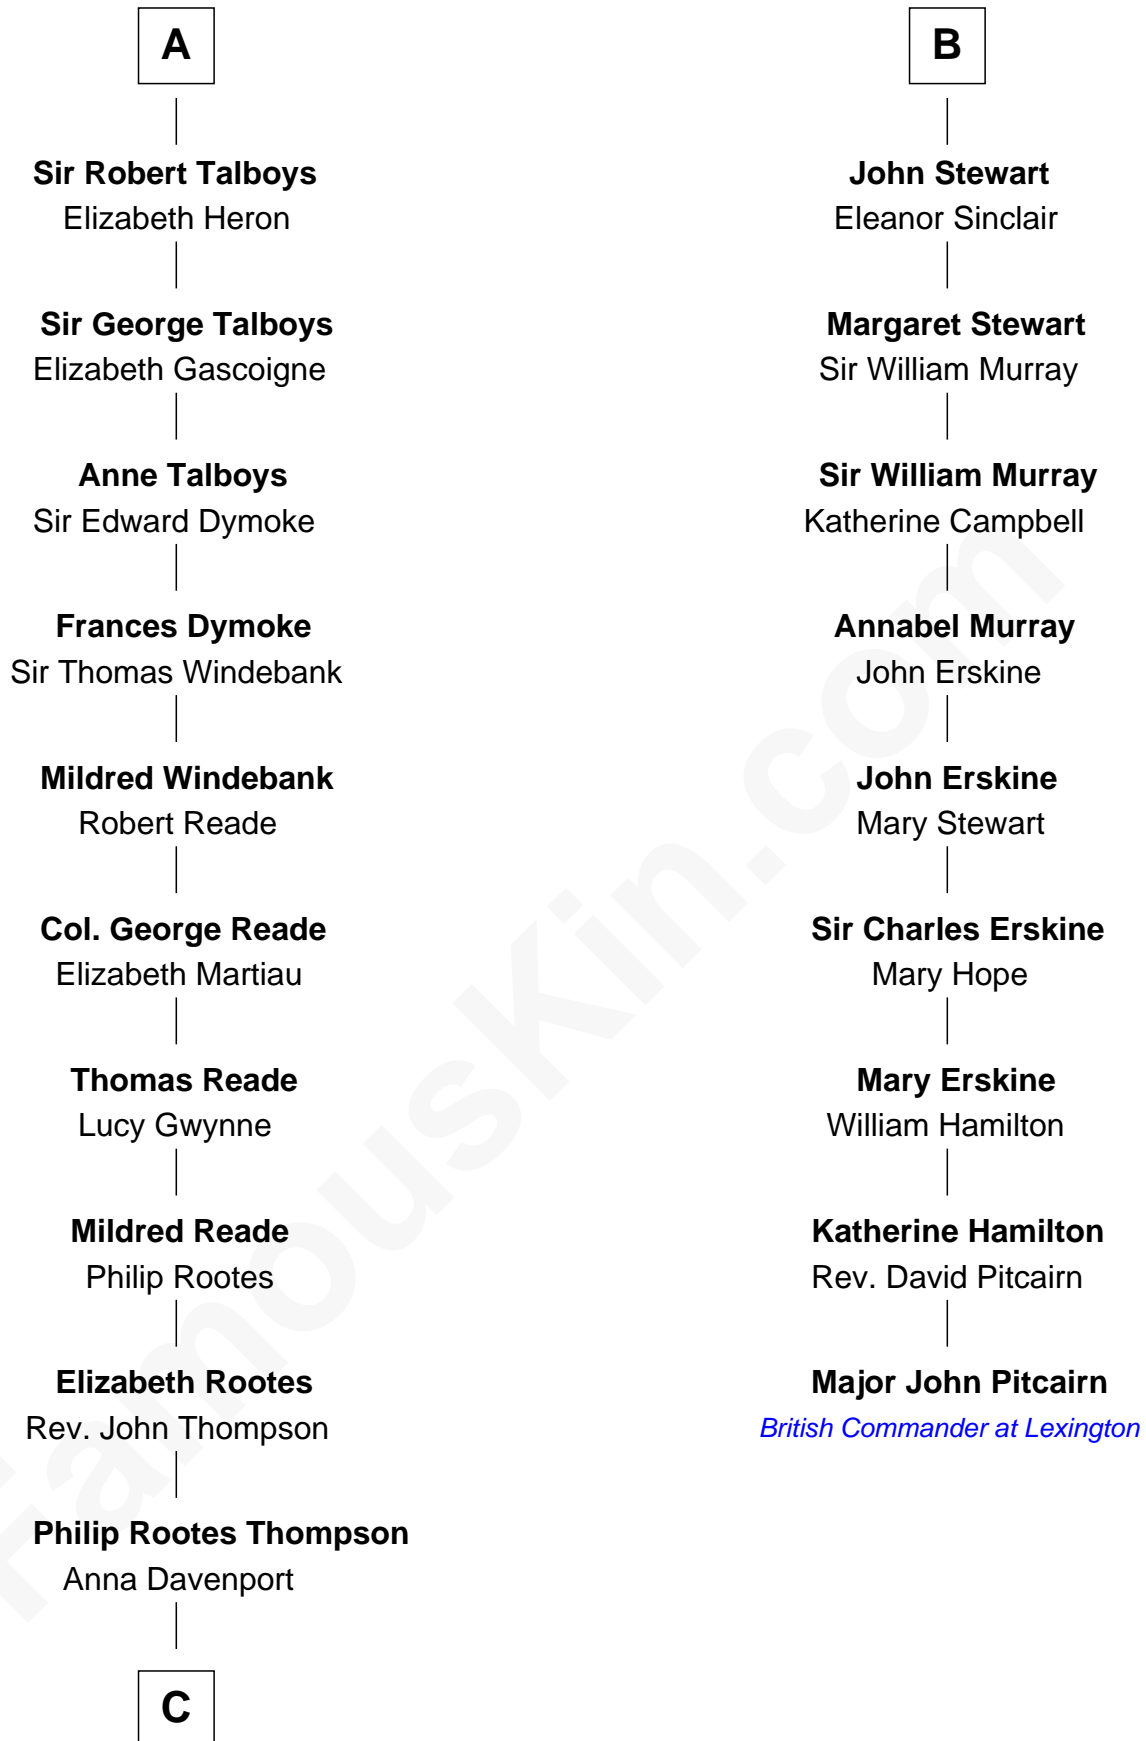 A
Sir Robert Talboys
Elizabeth Heron
Sir George Talboys
Elizabeth Gascoigne
Anne Talboys
Sir Edward Dymoke
Frances Dymoke
Sir Thomas Windebank
Mildred Windebank
Robert Reade
Col. George Reade
Elizabeth Martiau
Thomas Reade
Lucy Gwynne
Mildred Reade
Philip Rootes
Elizabeth Rootes
Rev. John Thompson
Philip Rootes Thompson
Anna Davenport
C
B
John Stewart
Eleanor Sinclair
Margaret Stewart
Sir William Murray
Sir William Murray
Katherine Campbell
Annabel Murray
John Erskine
John Erskine
Mary Stewart
Sir Charles Erskine
Mary Hope
Mary Erskine
William Hamilton
Katherine Hamilton
Rev. David Pitcairn
Major John Pitcairn
British Commander at Lexington
FamousKin.com